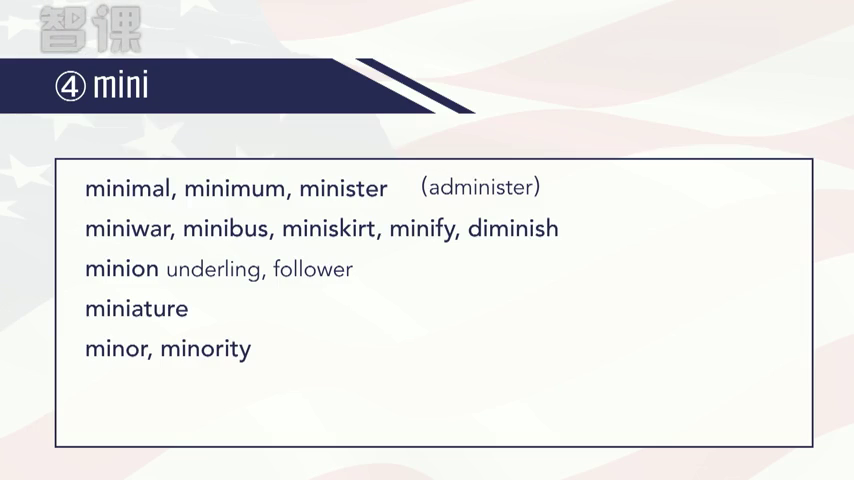 智课
④ mini
minimal, minimum, minister (administer)
miniwar, minibus, miniskirt, minify, diminish
minion underling, follower
miniature
minor, minority